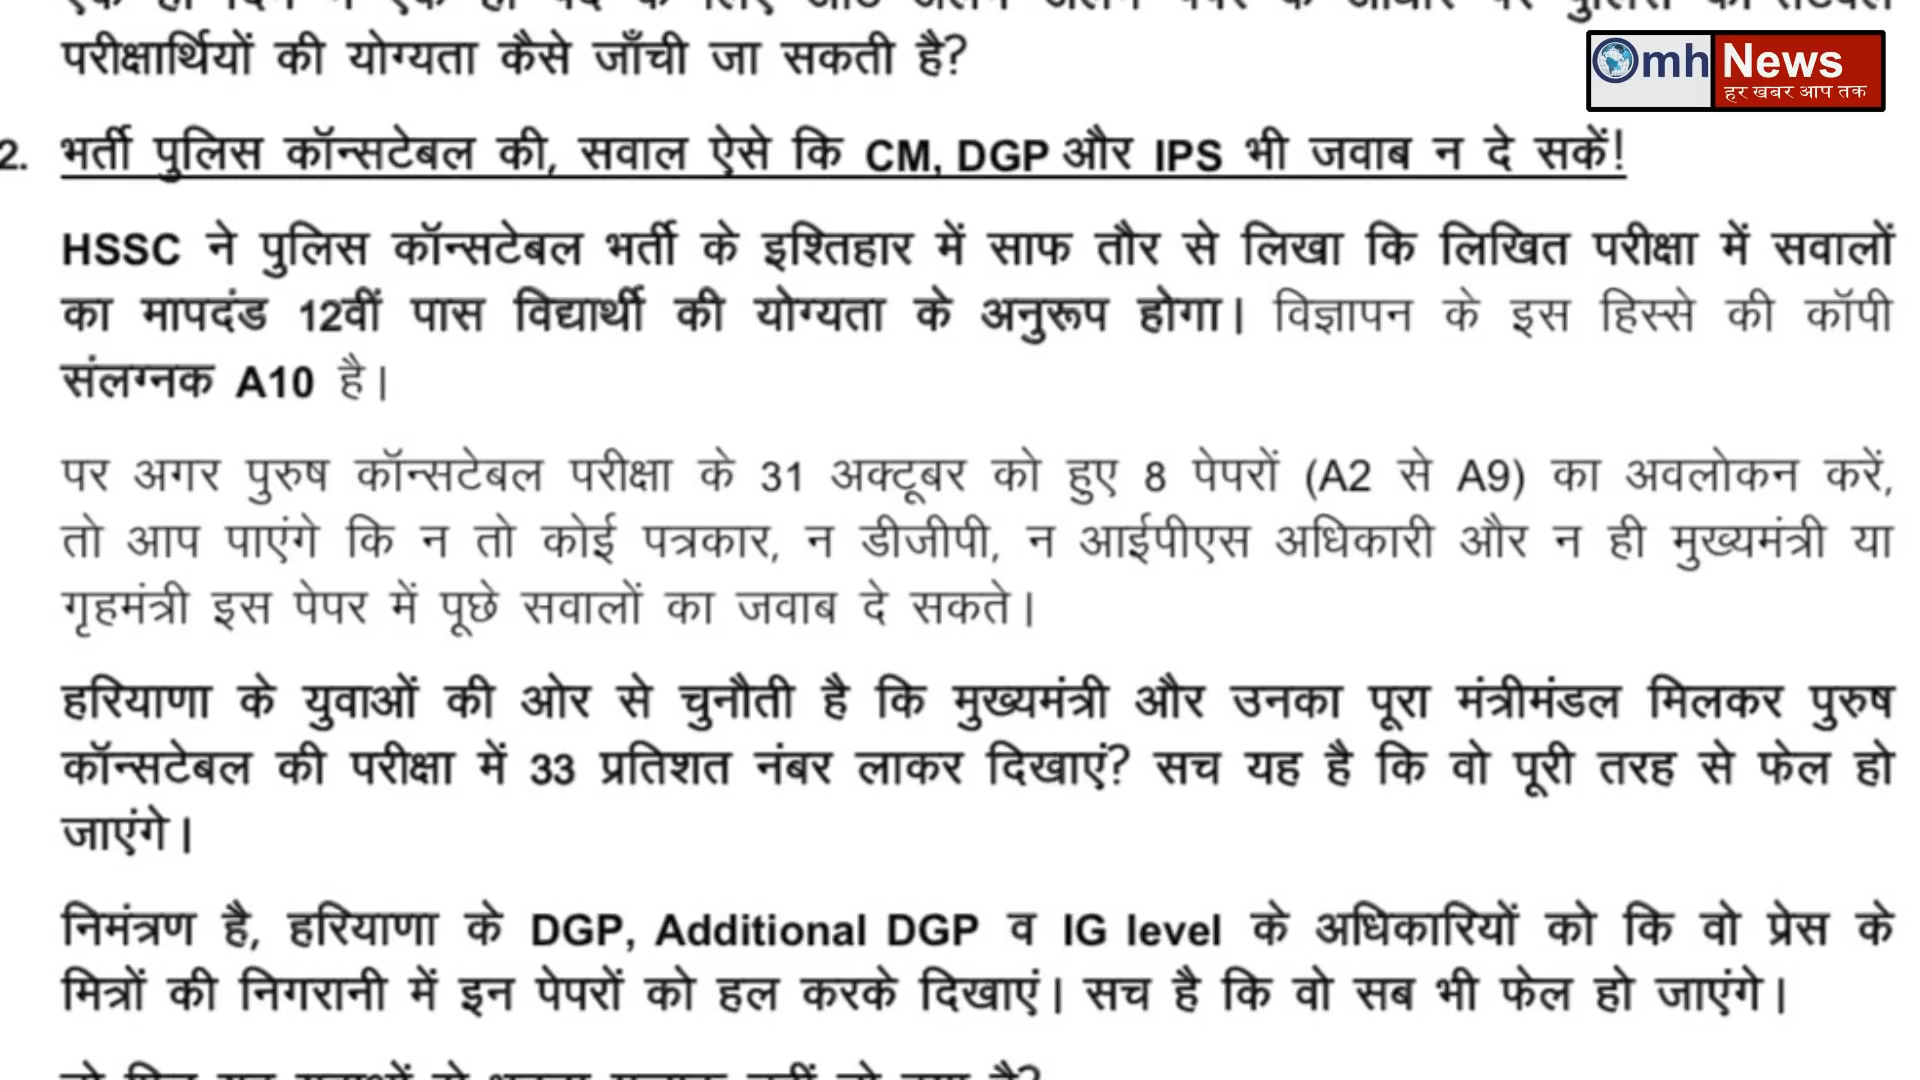 परीक्षार्थियों की योग्यता कैसे जाँची जा सकती है?
Omh News
हर खबर आप तक
2. भर्ती पुलिस कॉन्सटेबल की, सवाल ऐसे कि CM, DGP और IPS भी जवाब न दे सकें!
HSSC ने पुलिस कॉन्सटेबल भर्ती के इश्तिहार में साफ तौर से लिखा कि लिखित परीक्षा में सवालों
का मापदंड 12वीं पास विद्यार्थी की योग्यता के अनुरूप होगा। विज्ञापन के इस हिस्से की कॉपी
संलग्नक A10 है।
पर अगर पुरुष कॉन्सटेबल परीक्षा के 31 अक्टूबर को हुए 8 पेपरों (A2 से A9) का अवलोकन करें,
तो आप पाएंगे कि न तो कोई पत्रकार, न डीजीपी, न आईपीएस अधिकारी और न ही मुख्यमंत्री या
गृहमंत्री इस पेपर में पूछे सवालों का जवाब दे सकते।
हरियाणा के युवाओं की ओर से चुनौती है कि मुख्यमंत्री और उनका पूरा मंत्रीमंडल मिलकर पुरुष
कॉन्सटेबल की परीक्षा में 33 प्रतिशत नंबर लाकर दिखाएं? सच यह है कि वो पूरी तरह से फेल हो
जाएंगे।
निमंत्रण है, हरियाणा के DGP, Additional DGP व IG level के अधिकारियों को कि वो प्रेस के
मित्रों की निगरानी में इन पेपरों को हल करके दिखाएं। सच है कि वो सब भी फेल हो जाएंगे।